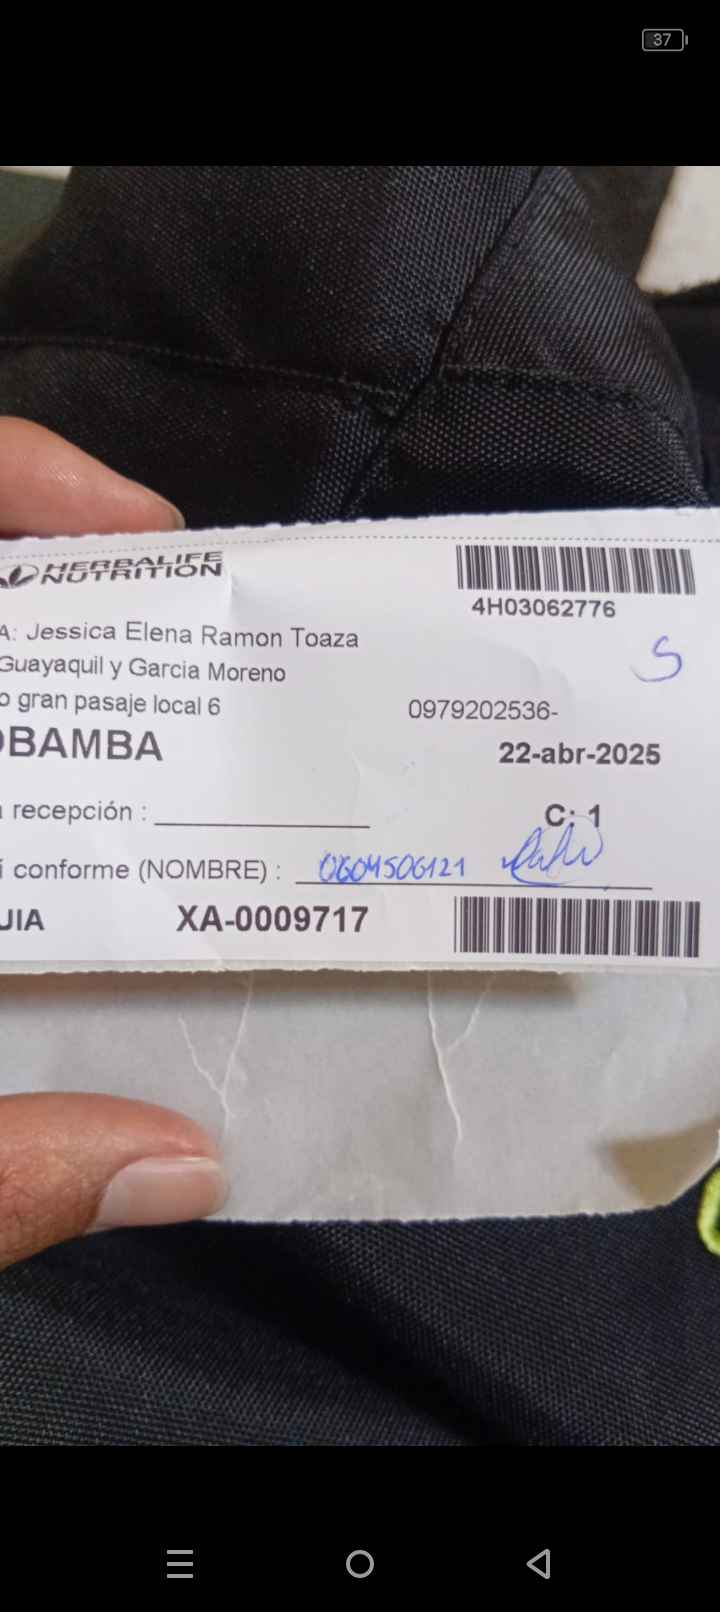 37
HERBALIFE
NUTRITION
4H03062776
A: Jessica Elena Ramon Toaza
S
Guayaquil y Garcia Moreno
o gran pasaje local 6
0979202536-
OBAMBA
22-abr-2025
recepción :
C: 1
conforme (NOMBRE) : 0604506121
UIA XA-0009717